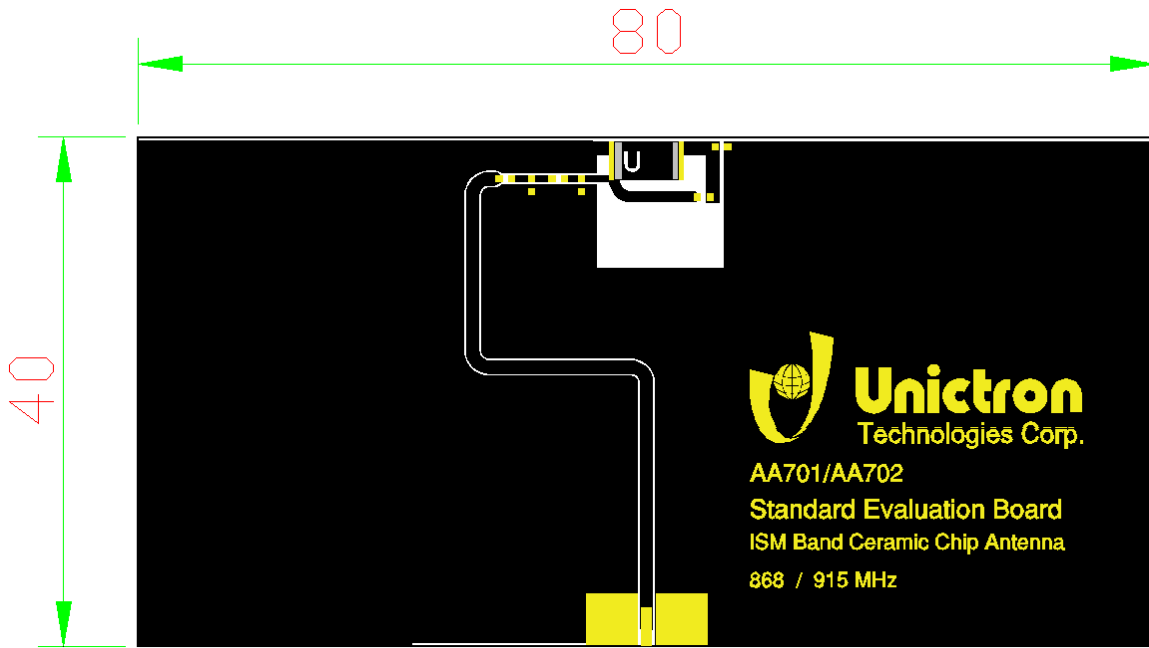 80
40
U
Unictron
Technologies Corp.
AA701/AA702
Standard Evaluation Board
ISM Band Ceramic Chip Antenna
868 / 915 MHz